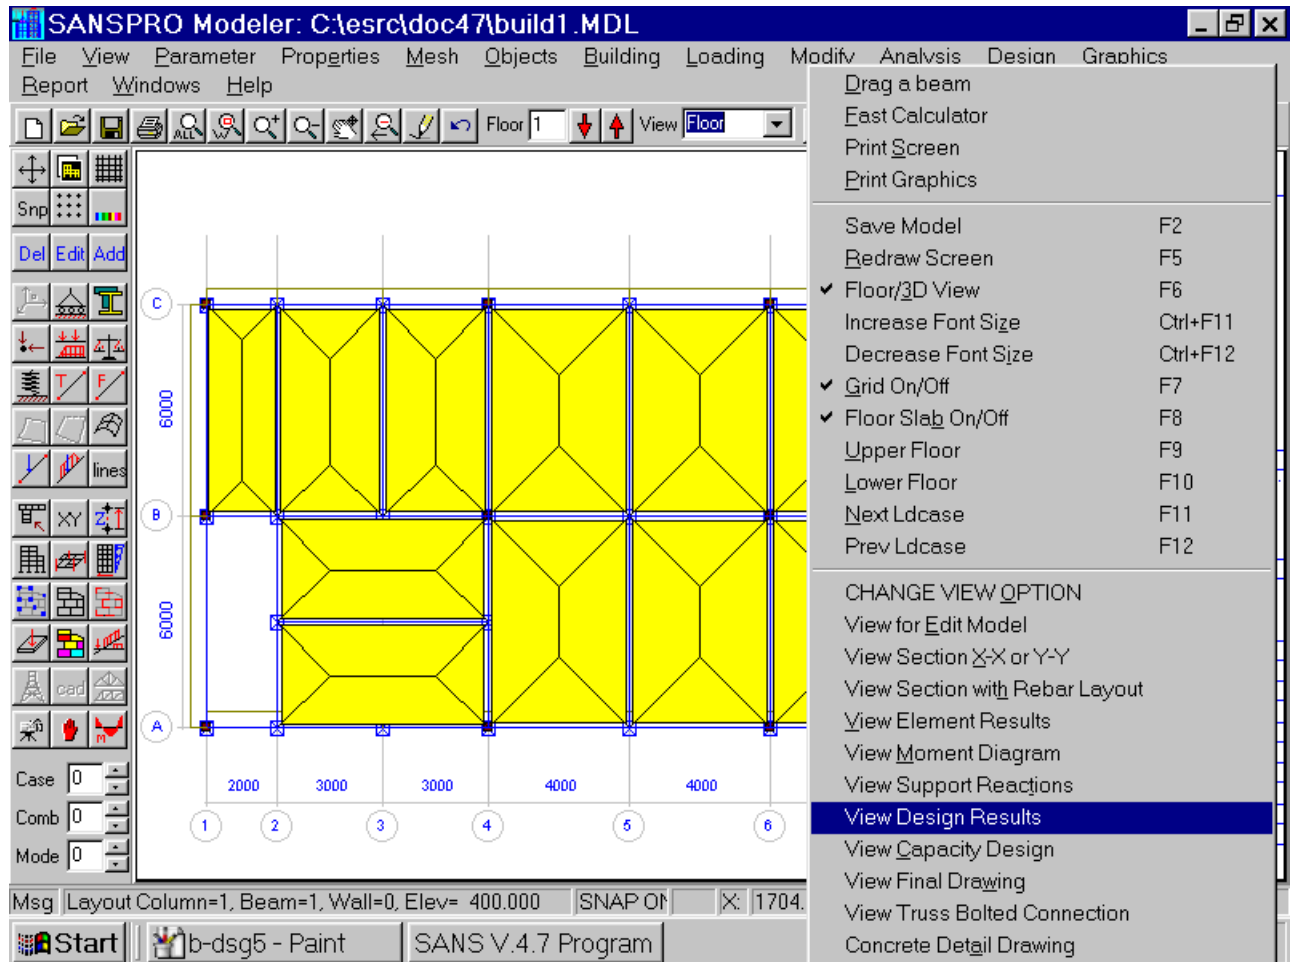 SANSPRO Modeler: C:\esrc\doc47\build1.MDL
File View Parameter Properties Mesh Objects Building Loading Modify Analysis Design Graphics
Report Windows Help
Floor 1 View Floor
Snp
Del Edit Add
lines
XY
cad
Case 0
Comb 0
Mode 0
C
B
A
6000
6000
2000 3000 3000 4000 4000
1 2 3 4 5 6
Drag a beam
Fast Calculator
Print Screen
Print Graphics
Save Model F2
Redraw Screen F5
Floor/3D View F6
Increase Font Size Ctrl+F11
Decrease Font Size Ctrl+F12
Grid On/Off F7
Floor Slab On/Off F8
Upper Floor F9
Lower Floor F10
Next Ldcase F11
Prev Ldcase F12
CHANGE VIEW OPTION
View for Edit Model
View Section X-X or Y-Y
View Section with Rebar Layout
View Element Results
View Moment Diagram
View Support Reactions
View Design Results
View Capacity Design
View Final Drawing
View Truss Bolted Connection
Concrete Detail Drawing
Msg Layout Column=1, Beam=1, Wall=0, Elev= 400.000 SNAP ON X: 1704.
Start b-dsg5 - Paint SANS V.4.7 Program